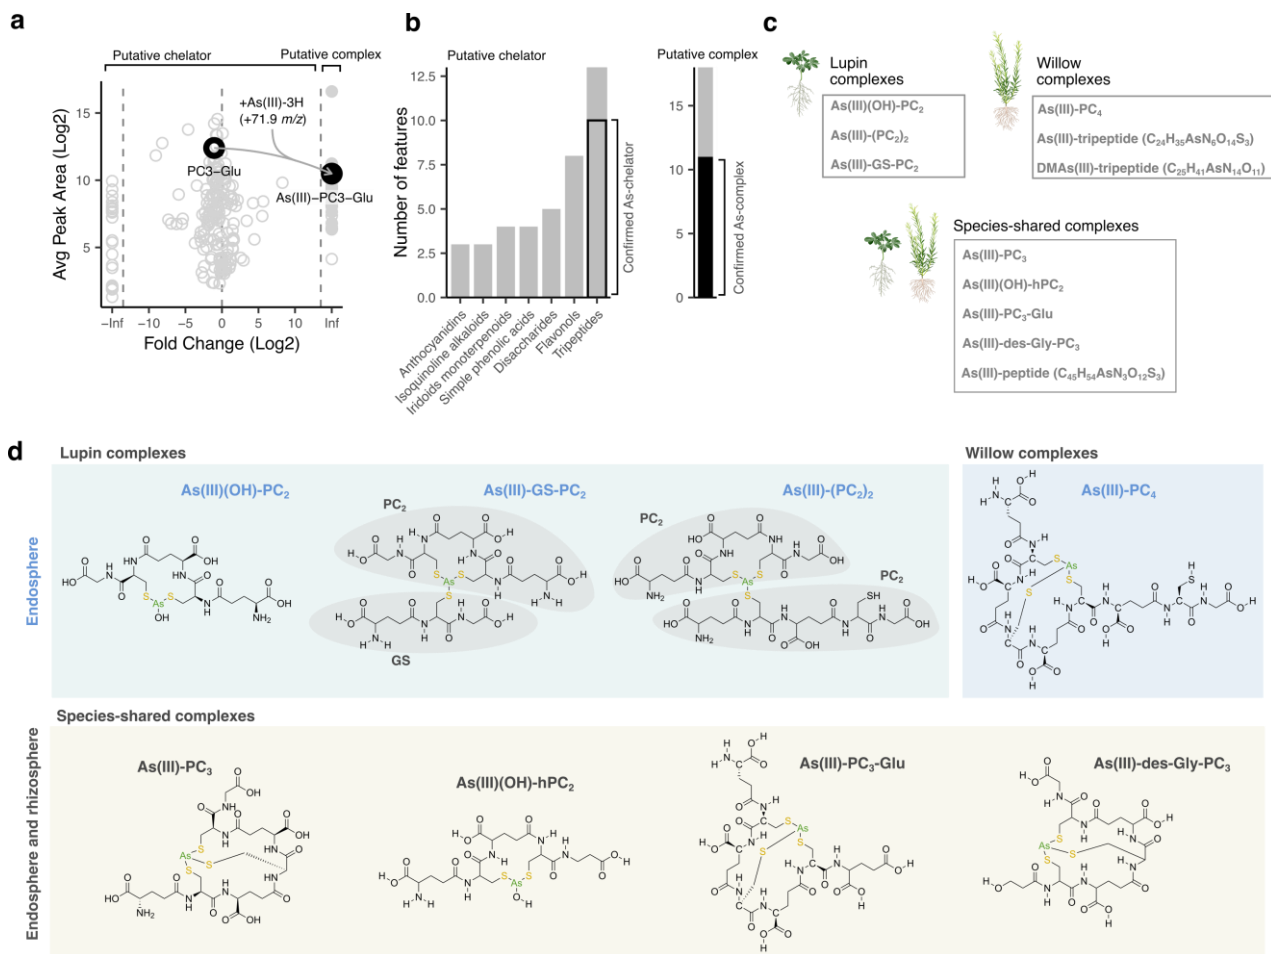 a
Putative chelator
Putative complex
+As(III)-3H
(+71.9 m/z)
PC3–Glu
As(III)–PC3–Glu
Avg Peak Area (Log2)
15
10
5
−Inf
−10
−5
0
5
10
Inf
Fold Change (Log2)
b
Putative chelator
Number of features
12.5
10.0
7.5
5.0
2.5
0.0
Anthocyanidins
Isoquinoline alkaloids
Iridoids monoterpenoids
Simple phenolic acids
Disaccharides
Flavonols
Tripeptides
Confirmed As-chelator
Putative complex
15
10
5
0
Confirmed As-complex
c
Lupin
complexes
As(III)(OH)-PC2
As(III)-(PC2)2
As(III)-GS-PC2
Willow
complexes
As(III)-PC4
As(III)-tripeptide (C24H35AsN6O14S3)
DMAs(III)-tripeptide (C25H41AsN14O11)
Species-shared complexes
As(III)-PC3
As(III)(OH)-hPC2
As(III)-PC3-Glu
As(III)-des-Gly-PC3
As(III)-peptide (C45H54AsN3O12S3)
d
Lupin complexes
Willow complexes
Endosphere
As(III)(OH)-PC2
As(III)-GS-PC2
PC2
GS
As(III)-(PC2)2
PC2
PC2
As(III)-PC4
Species-shared complexes
Endosphere and rhizosphere
As(III)-PC3
As(III)(OH)-hPC2
As(III)-PC3-Glu
As(III)-des-Gly-PC3